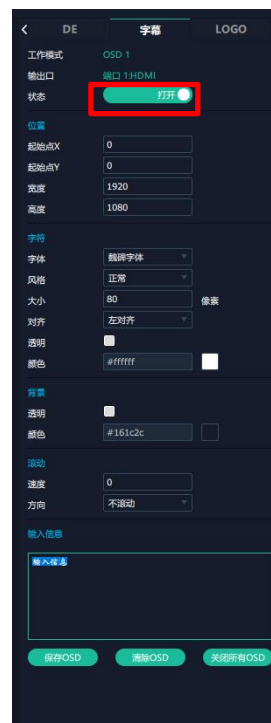 DE 字幕 LOGO
工作模式 OSD 1
输出口 端口 1:HDMI
状态 打开
位置
起始点X 0
起始点Y 0
宽度 1920
高度 1080
字符
字体 魏碑字体
风格 正常
大小 80 像素
对齐 左对齐
透明
颜色 #ffffff
背景
透明
颜色 #161c2c
滚动
速度 0
方向 不滚动
输入信息
输入信息
保存OSD 清除OSD 关闭所有OSD